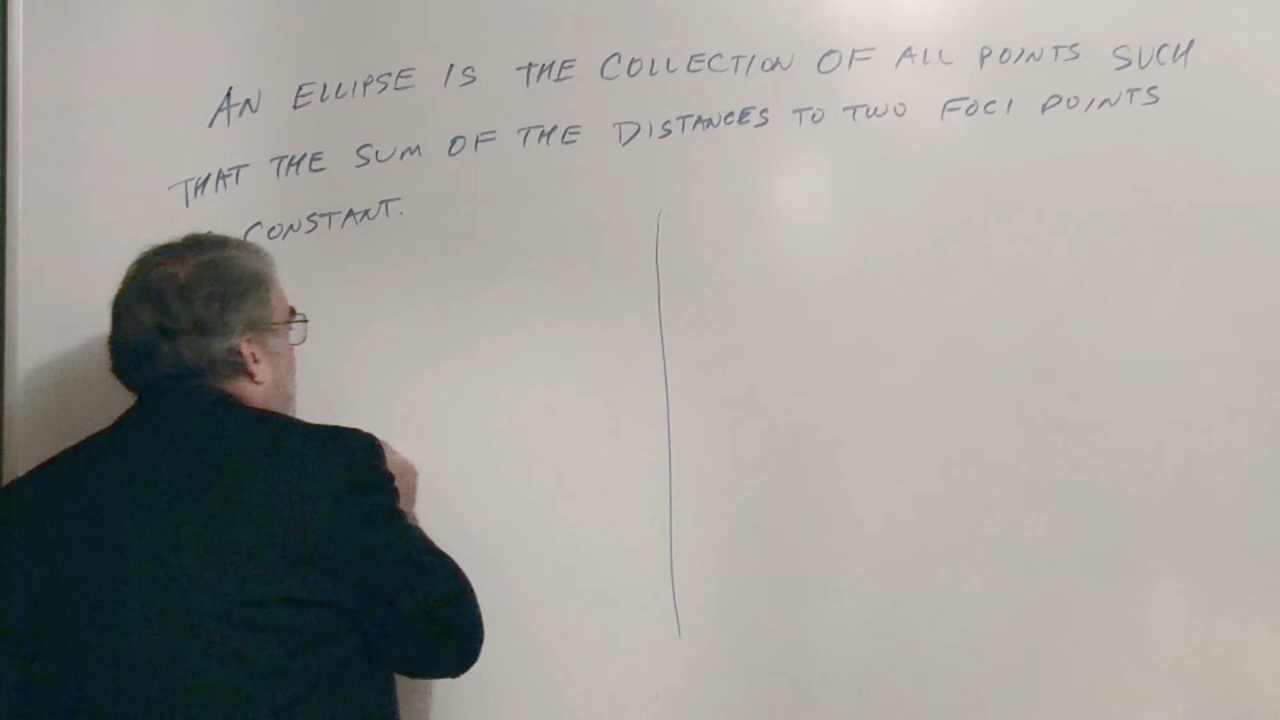 AN ELLIPSE IS THE COLLECTION OF ALL POINTS SUCH
THAT THE SUM OF THE DISTANCES TO TWO FOCI POINTS
CONSTANT.